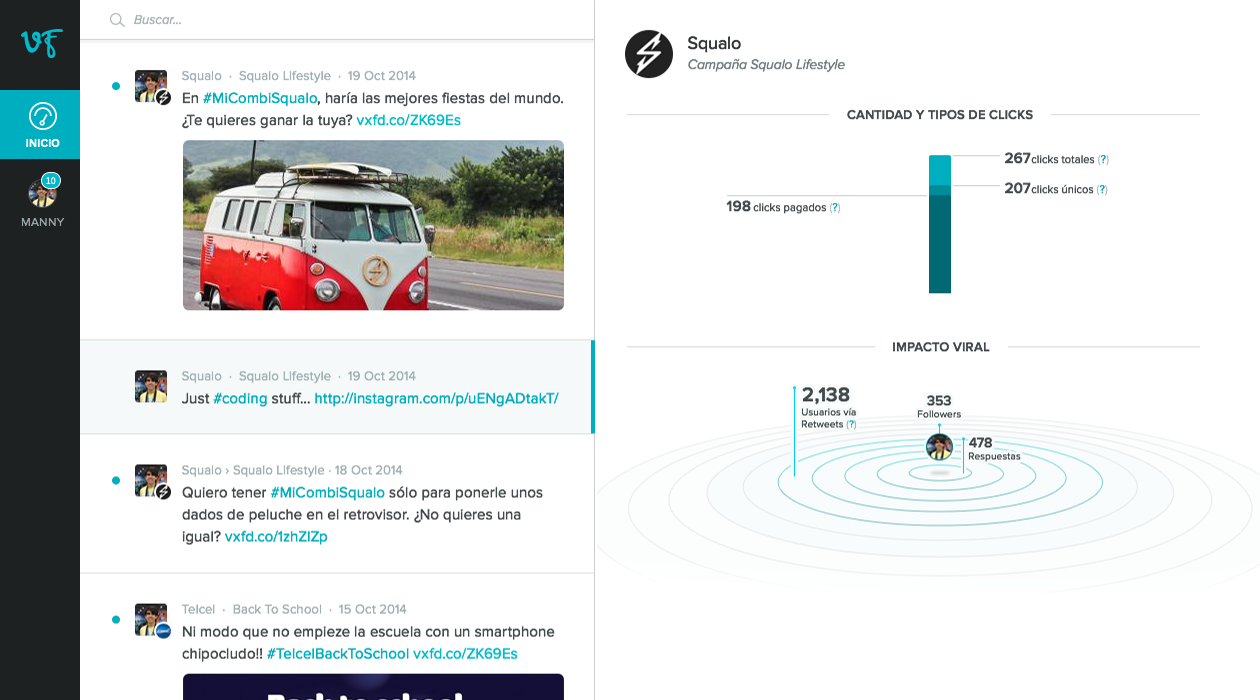 vf
INICIO
10
MANNY
Buscar...
Squalo · Squalo Lifestyle · 19 Oct 2014
En #MiCombiSqualo, haría las mejores fiestas del mundo.
¿Te quieres ganar la tuya? vxfd.co/ZK69Es
Squalo · Squalo Lifestyle · 19 Oct 2014
Just #coding stuff... http://instagram.com/p/uENgADtakT/
Squalo › Squalo Lifestyle · 18 Oct 2014
Quiero tener #MiCombiSqualo sólo para ponerle unos
dados de peluche en el retrovisor. ¿No quieres una
igual? vxfd.co/1zhZIZp
Telcel · Back To School · 15 Oct 2014
Ni modo que no empieze la escuela con un smartphone
chipocludo!! #TelcelBackToSchool vxfd.co/ZK69Es
Back to school
Squalo
Campaña Squalo Lifestyle
CANTIDAD Y TIPOS DE CLICKS
267 clicks totales (?)
207 clicks únicos (?)
198 clicks pagados (?)
IMPACTO VIRAL
2,138
Usuarios vía
Retweets (?)
353
Followers
478
Respuestas